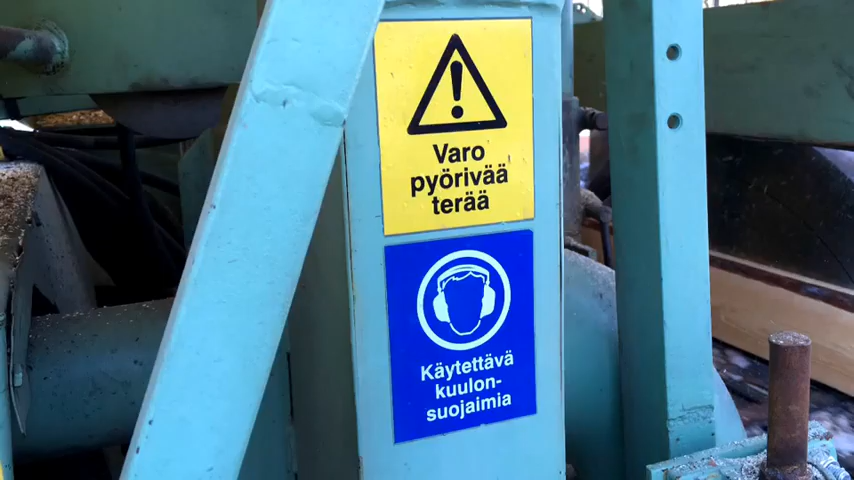 Varo
pyörivää
terää
Käytettävä
kuulon-
suojaimia